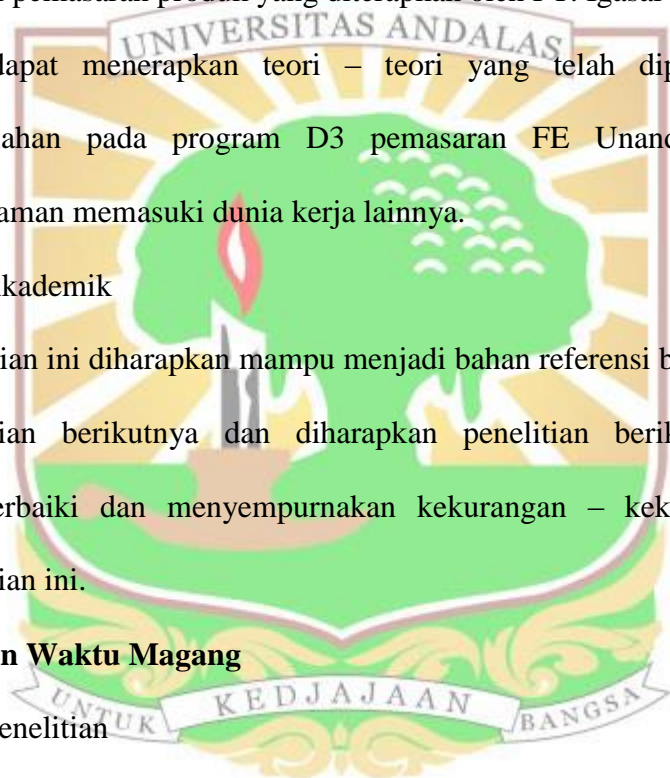 pemasaran produk yang diterapkan oleh PT. Igasar
UNIVERSITAS ANDALAS
dapat menerapkan teori – teori yang telah dip
ahan pada program D3 pemasaran FE Unand
aman memasuki dunia kerja lainnya.
kademik
ian ini diharapkan mampu menjadi bahan referensi b
ian berikutnya dan diharapkan penelitian berik
erbaiki dan menyempurnakan kekurangan – kek
ian ini.
n Waktu Magang
UNTUK KEDJAJAAN BANGSA
enelitian